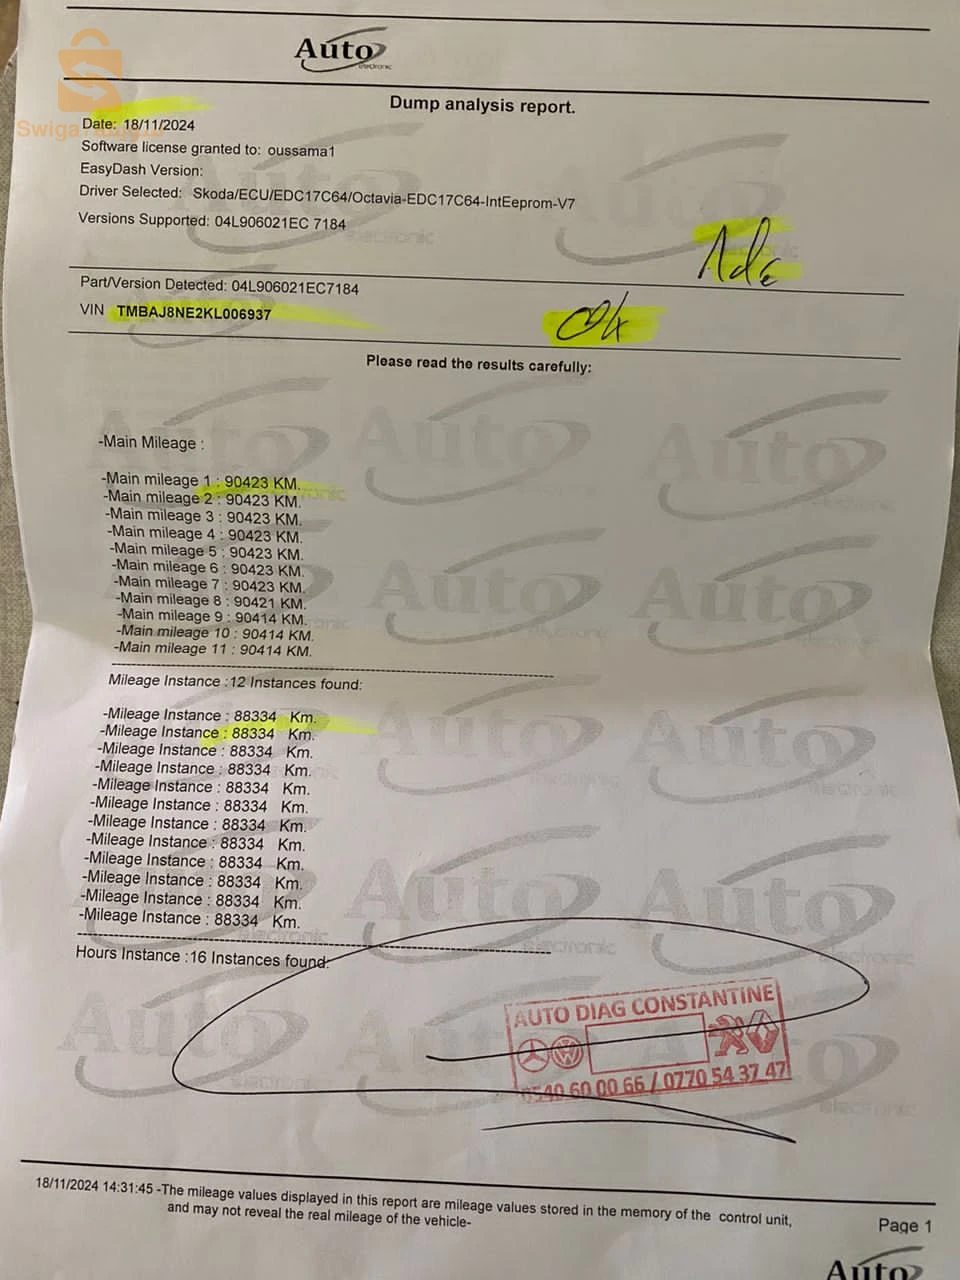 Auto
electronic
Dump analysis report.
Swiga
Date: 18/11/2024
Software license granted to: oussama1
EasyDash Version:
Driver Selected: Skoda/ECU/EDC17C64/Octavia-EDC17C64-IntEeprom-V7
Versions Supported: 04L906021EC 7184
Part/Version Detected: 04L906021EC7184
VIN TMBAJ8NE2KL006937
Ok
Please read the results carefully:
-Main Mileage :
-Main mileage 1 : 90423 KM.
-Main mileage 2 : 90423 KM.
-Main mileage 3 : 90423 KM.
-Main mileage 4 : 90423 KM.
-Main mileage 5 : 90423 KM.
-Main mileage 6 : 90423 KM.
-Main mileage 7 : 90423 KM.
-Main mileage 8 : 90421 KM.
-Main mileage 9 : 90414 KM.
-Main mileage 10 : 90414 KM.
-Main mileage 11 : 90414 KM.
Mileage Instance :12 Instances found:
-Mileage Instance : 88334 Km.
-Mileage Instance : 88334 Km.
-Mileage Instance : 88334 Km.
-Mileage Instance : 88334 Km.
-Mileage Instance : 88334 Km.
-Mileage Instance : 88334 Km.
-Mileage Instance : 88334 Km.
-Mileage Instance : 88334 Km.
-Mileage Instance : 88334 Km.
-Mileage Instance : 88334 Km.
-Mileage Instance : 88334 Km.
-Mileage Instance : 88334 Km.
Hours Instance :16 Instances found:
AUTO DIAG CONSTANTINE
0540 60 00 66 / 0770 54 37 47
18/11/2024 14:31:45 -The mileage values displayed in this report are mileage values stored in the memory of the control unit,
and may not reveal the real mileage of the vehicle-
Page 1
Auto